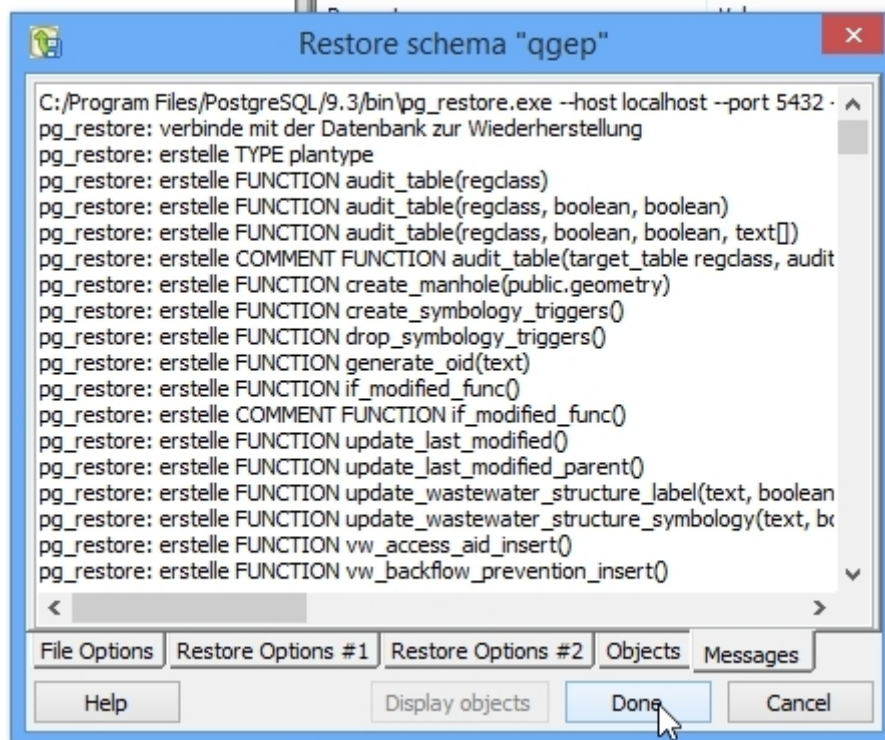 Restore schema "qgep"
C:/Program Files/PostgreSQL/9.3/bin\pg_restore.exe --host localhost --port 5432 -
pg_restore: verbinde mit der Datenbank zur Wiederherstellung
pg_restore: erstelle TYPE plantype
pg_restore: erstelle FUNCTION audit_table(regclass)
pg_restore: erstelle FUNCTION audit_table(regclass, boolean, boolean)
pg_restore: erstelle FUNCTION audit_table(regclass, boolean, boolean, text[])
pg_restore: erstelle COMMENT FUNCTION audit_table(target_table regclass, audit
pg_restore: erstelle FUNCTION create_manhole(public.geometry)
pg_restore: erstelle FUNCTION create_symbology_triggers()
pg_restore: erstelle FUNCTION drop_symbology_triggers()
pg_restore: erstelle FUNCTION generate_oid(text)
pg_restore: erstelle FUNCTION if_modified_func()
pg_restore: erstelle COMMENT FUNCTION if_modified_func()
pg_restore: erstelle FUNCTION update_last_modified()
pg_restore: erstelle FUNCTION update_last_modified_parent()
pg_restore: erstelle FUNCTION update_wastewater_structure_label(text, boolean
pg_restore: erstelle FUNCTION update_wastewater_structure_symbology(text, bo
pg_restore: erstelle FUNCTION vw_access_aid_insert()
pg_restore: erstelle FUNCTION vw_backflow_prevention_insert()
File Options Restore Options #1 Restore Options #2 Objects Messages
Help Display objects Done Cancel